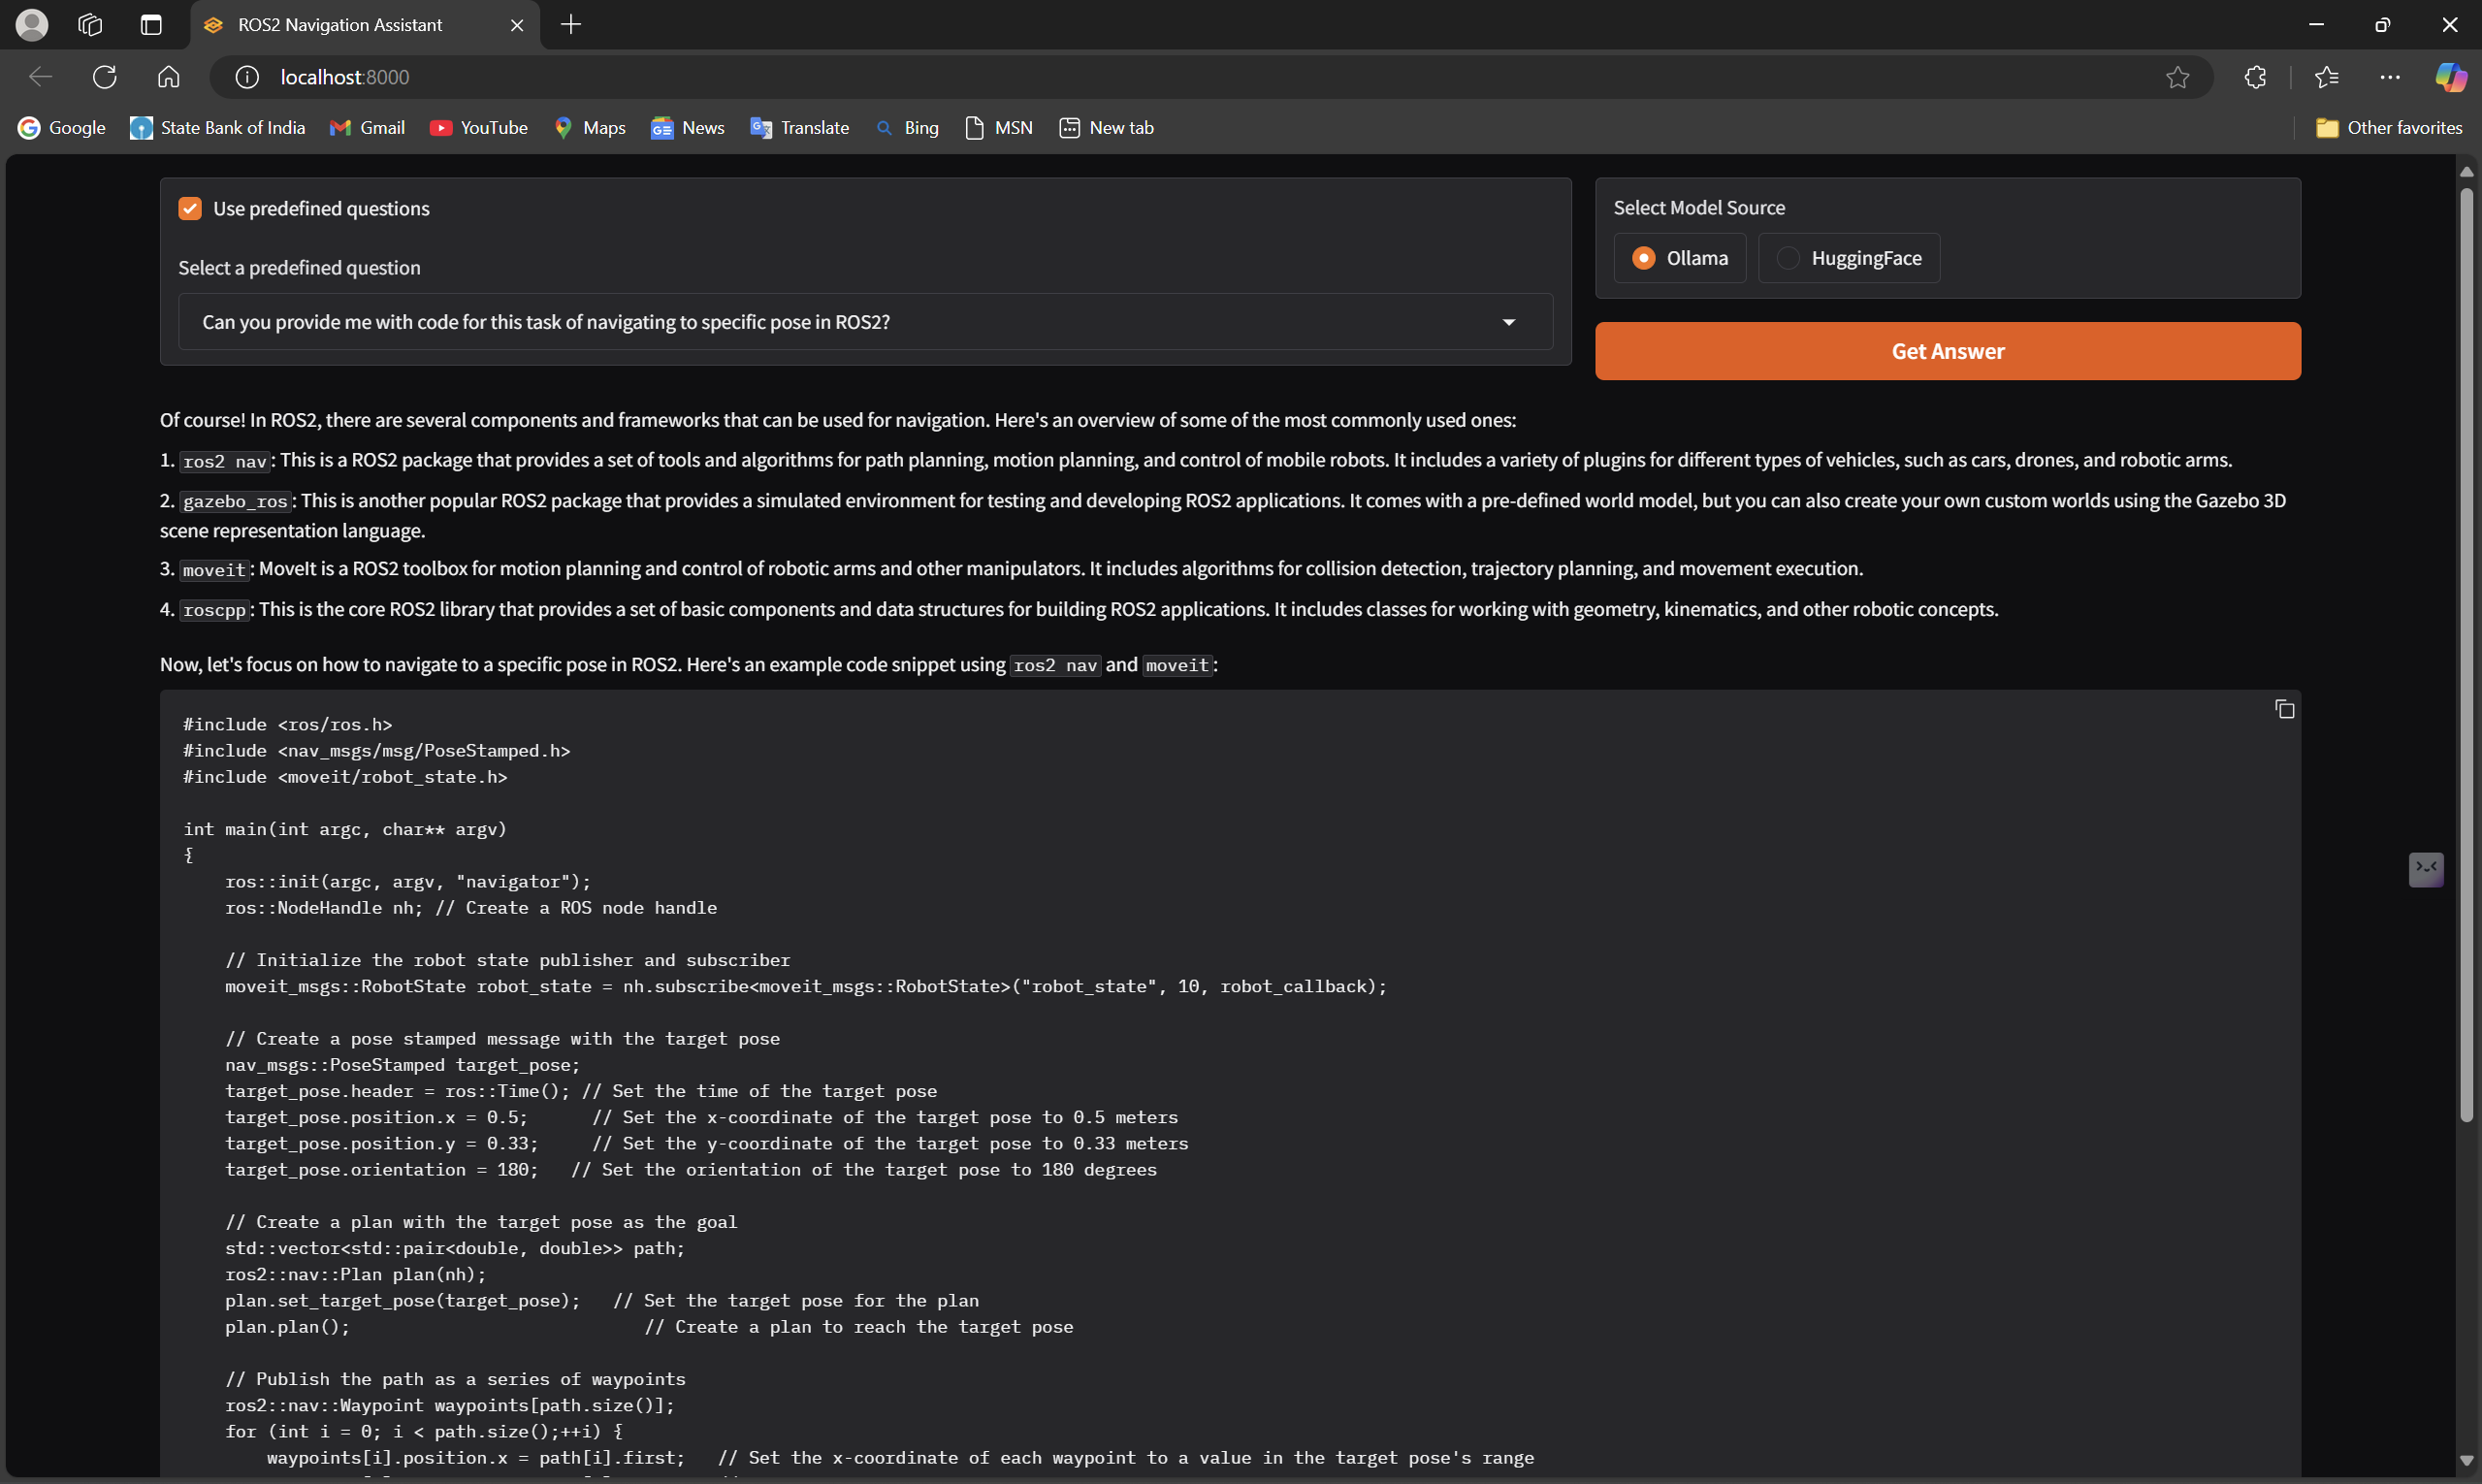 ROS2 Navigation Assistant
localhost:8000
Google State Bank of India Gmail YouTube Maps News Translate Bing MSN New tab Other favorites
Use predefined questions
Select a predefined question
Can you provide me with code for this task of navigating to specific pose in ROS2?
Select Model Source
Ollama HuggingFace
Get Answer
Of course! In ROS2, there are several components and frameworks that can be used for navigation. Here's an overview of some of the most commonly used ones:
1. ros2 nav: This is a ROS2 package that provides a set of tools and algorithms for path planning, motion planning, and control of mobile robots. It includes a variety of plugins for different types of vehicles, such as cars, drones, and robotic arms.
2. gazebo_ros: This is another popular ROS2 package that provides a simulated environment for testing and developing ROS2 applications. It comes with a pre-defined world model, but you can also create your own custom worlds using the Gazebo 3D
scene representation language.
3. moveit: MoveIt is a ROS2 toolbox for motion planning and control of robotic arms and other manipulators. It includes algorithms for collision detection, trajectory planning, and movement execution.
4. roscpp: This is the core ROS2 library that provides a set of basic components and data structures for building ROS2 applications. It includes classes for working with geometry, kinematics, and other robotic concepts.
Now, let's focus on how to navigate to a specific pose in ROS2. Here's an example code snippet using ros2 nav and moveit:
#include <ros/ros.h>
#include <nav_msgs/msg/PoseStamped.h>
#include <moveit/robot_state.h>
int main(int argc, char** argv)
{
ros::init(argc, argv, "navigator");
ros::NodeHandle nh; // Create a ROS node handle
// Initialize the robot state publisher and subscriber
moveit_msgs::RobotState robot_state = nh.subscribe<moveit_msgs::RobotState>("robot_state", 10, robot_callback);
// Create a pose stamped message with the target pose
nav_msgs::PoseStamped target_pose;
target_pose.header = ros::Time(); // Set the time of the target pose
target_pose.position.x = 0.5; // Set the x-coordinate of the target pose to 0.5 meters
target_pose.position.y = 0.33; // Set the y-coordinate of the target pose to 0.33 meters
target_pose.orientation = 180; // Set the orientation of the target pose to 180 degrees
// Create a plan with the target pose as the goal
std::vector<std::pair<double, double>> path;
ros2::nav::Plan plan(nh);
plan.set_target_pose(target_pose); // Set the target pose for the plan
plan.plan(); // Create a plan to reach the target pose
// Publish the path as a series of waypoints
ros2::nav::Waypoint waypoints[path.size()];
for (int i = 0; i < path.size();++i) {
waypoints[i].position.x = path[i].first; // Set the x-coordinate of each waypoint to a value in the target pose's range